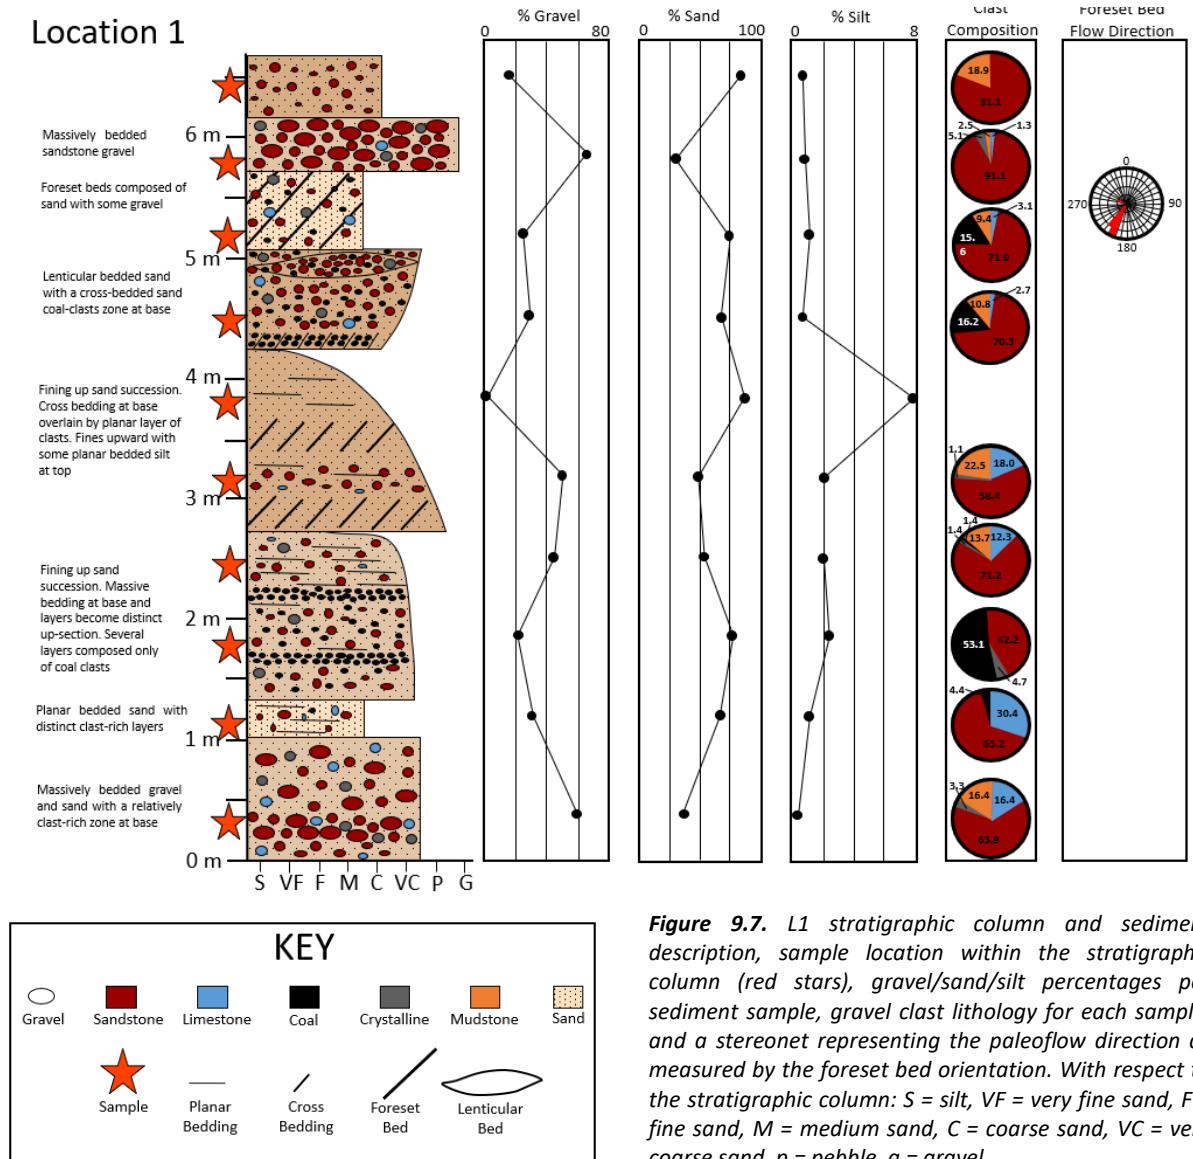 Location 1
% Gravel
% Sand
% Silt
Clast
Composition
Foreset Bed
Flow Direction
0 80
0 100
0 8
Massively bedded
sandstone gravel
Foreset beds composed of
sand with some gravel
Lenticular bedded sand
with a cross-bedded sand
coal-clasts zone at base
Fining up sand succession.
Cross bedding at base
overlain by planar layer of
clasts. Fines upward with
some planar bedded silt
at top
Fining up sand
succession. Massive
bedding at base and
layers become distinct
up-section. Several
layers composed only
of coal clasts
Planar bedded sand with
distinct clast-rich layers
Massively bedded gravel
and sand with a relatively
clast-rich zone at base
6 m
5 m
4 m
3 m
2 m
1 m
0 m
S VF F M C VC P G
18.9
81.1
2.5
1.3
5.1
91.1
3.1
9.4
15.
6
71.9
2.7
10.8
16.2
70.3
1.1
22.5
18.0
58.4
1.4
1.4
13.7
12.3
71.2
53.1
42.2
4.7
4.4
30.4
65.2
3.3
16.4
16.4
63.9
0
270
90
180
KEY
Gravel
Sandstone
Limestone
Coal
Crystalline
Mudstone
Sand
Sample
Planar
Bedding
Cross
Bedding
Foreset
Bed
Lenticular
Bed
Figure 9.7. L1 stratigraphic column and sedimen
description, sample location within the stratigraph
column (red stars), gravel/sand/silt percentages pe
sediment sample, gravel clast lithology for each sampl
and a stereonet representing the paleoflow direction a
measured by the foreset bed orientation. With respect t
the stratigraphic column: S = silt, VF = very fine sand, F
fine sand, M = medium sand, C = coarse sand, VC = ve
coarse sand, p = pebble, g = gravel